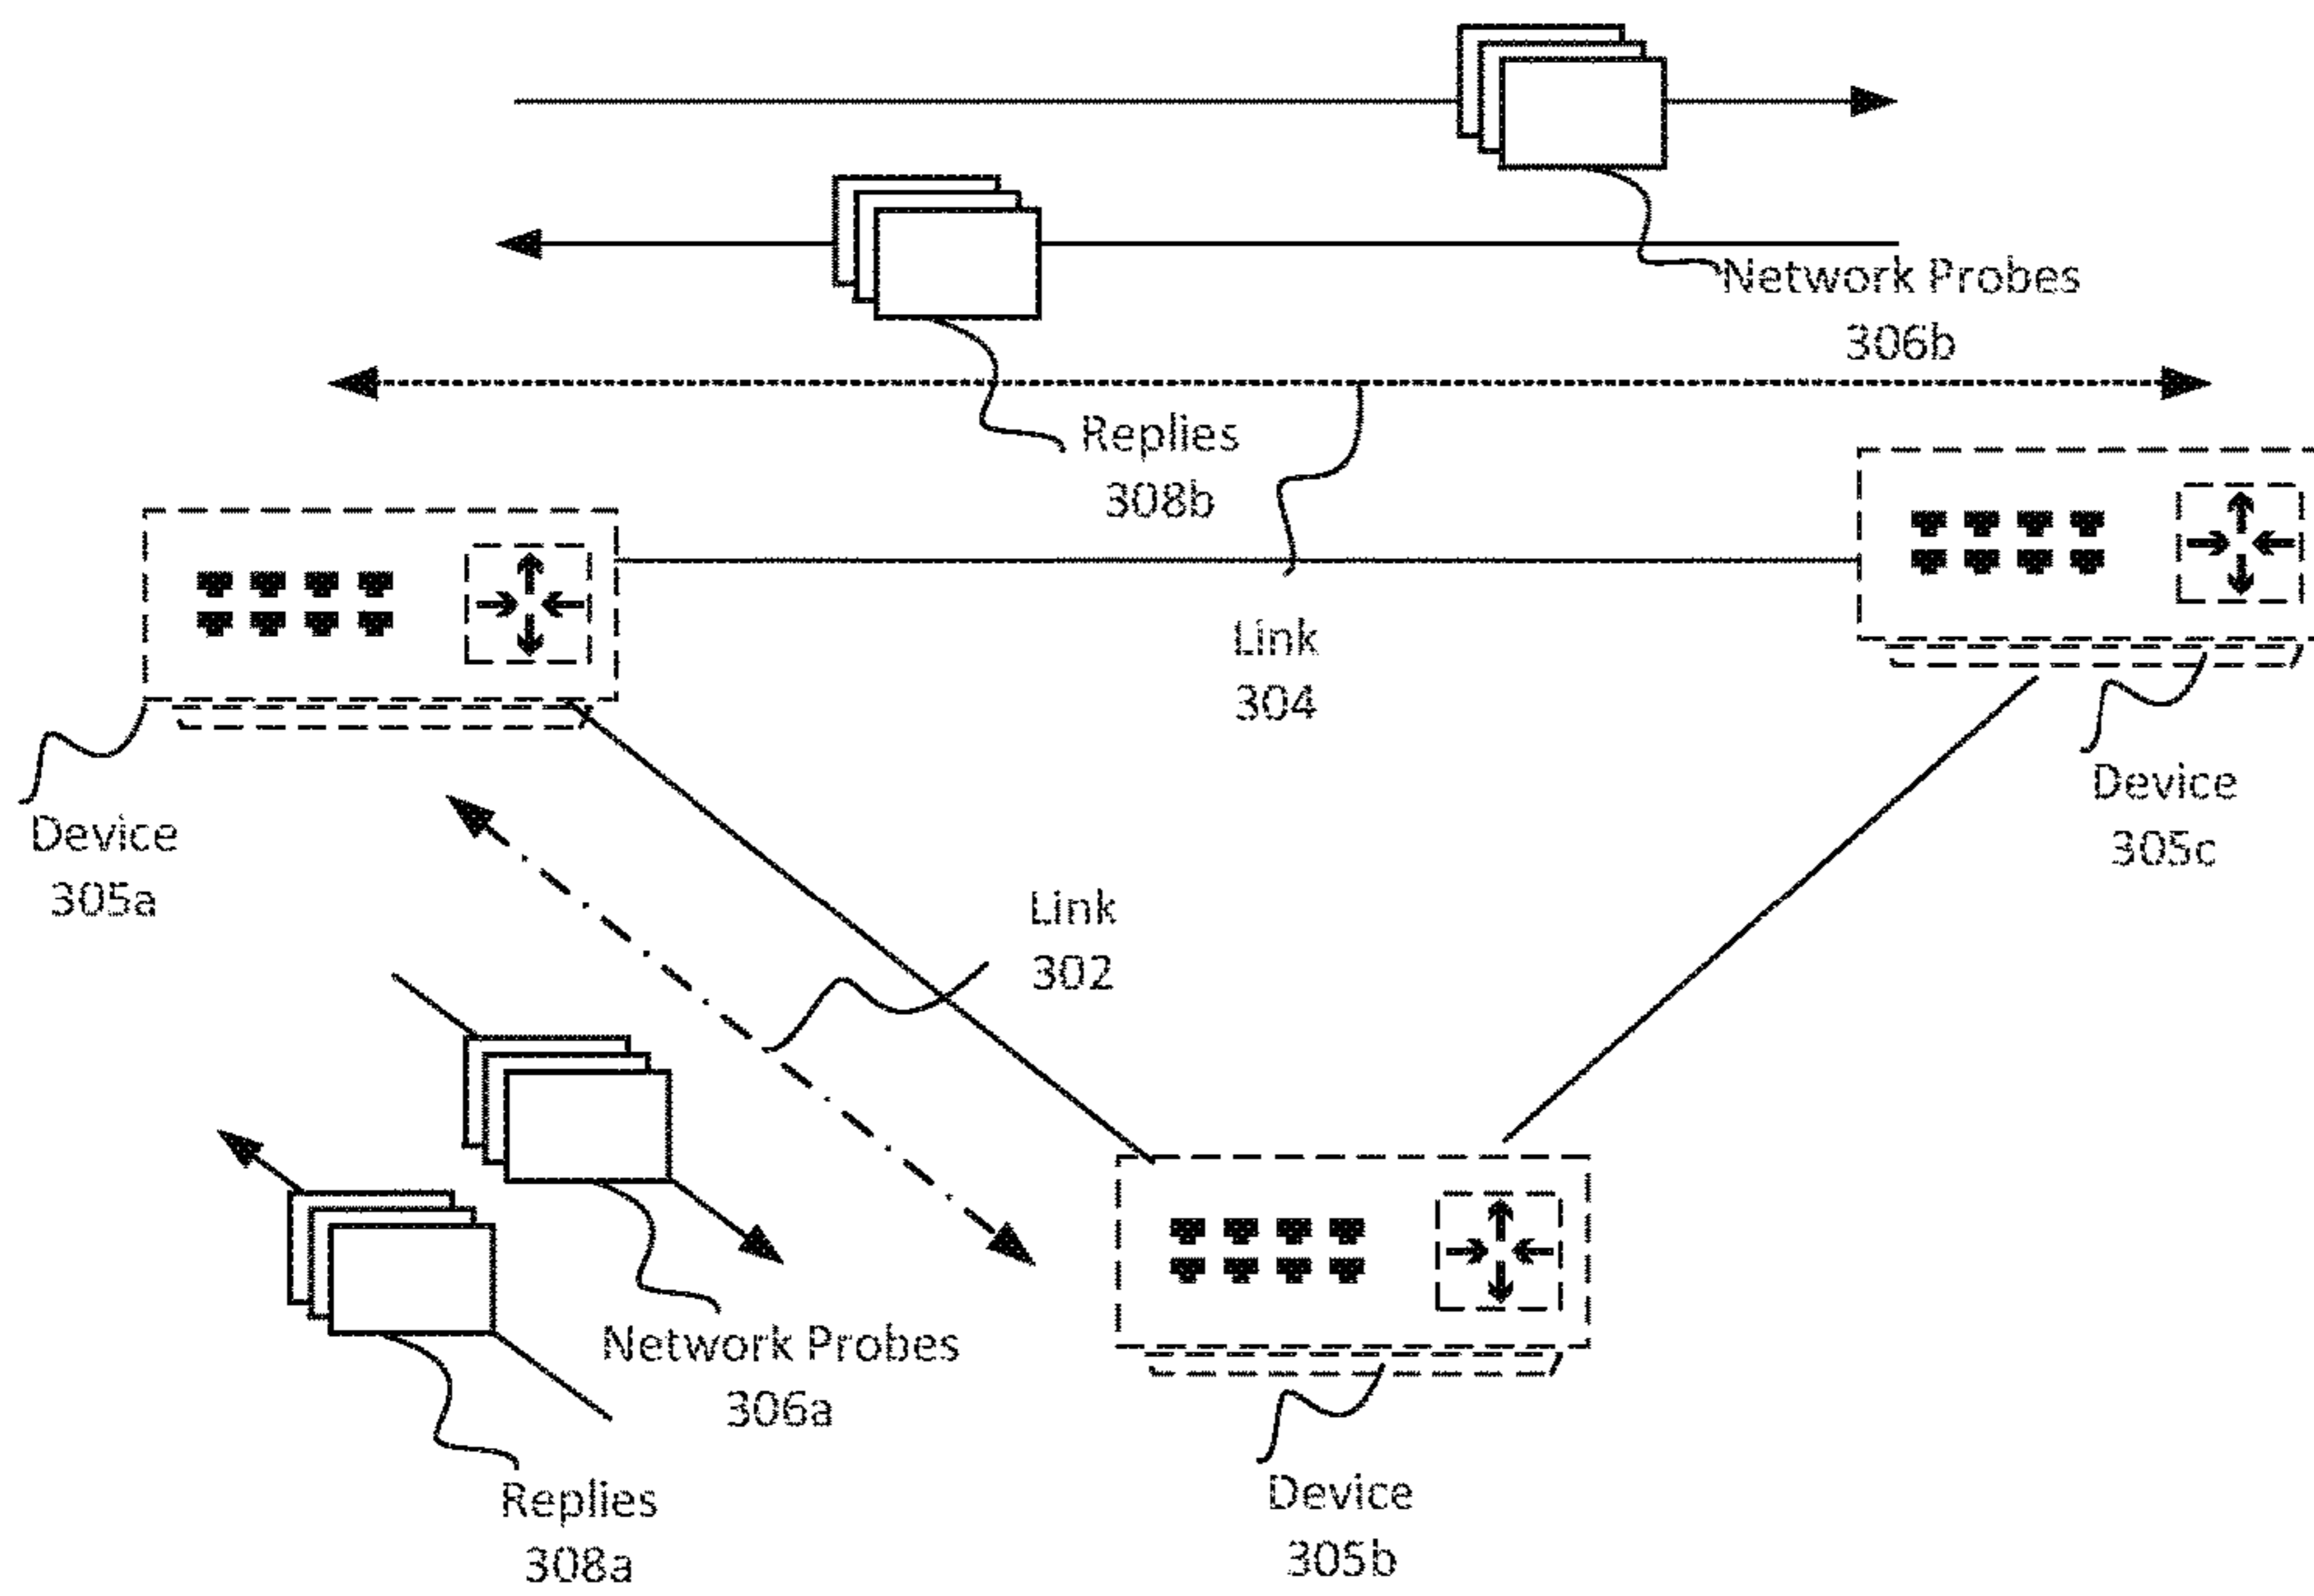 Network Probes
306b
Replies
308b
Link
304
Device
305c
Device
305a
Link
302
Network Probes
306a
Replies
308a
Device
305b